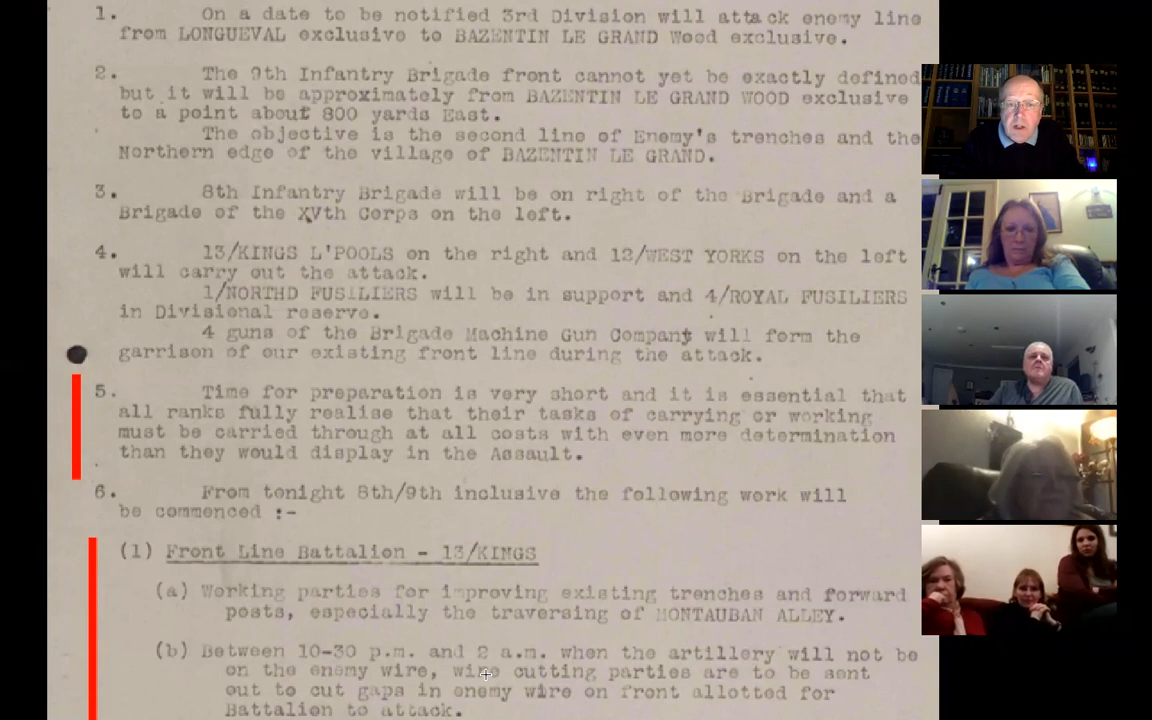 1. On a date to be notified 3rd Division will attack enemy line
from LONGUEVAL exclusive to BAZENTIN LE GRAND Wood exclusive.
2. The 9th Infantry Brigade front cannot yet be exactly defined
but it will be approximately from BAZENTIN LE GRAND WOOD exclusive
to a point about 800 yards East.
The objective is the second line of Enemy's trenches and the
Northern edge of the village of BAZENTIN LE GRAND.
3. 8th Infantry Brigade will be on right of the Brigade and a
Brigade of the XVth Corps on the left.
4. 13/KINGS L'POOLS on the right and 12/WEST YORKS on the left
will carry out the attack.
1/NORTHD FUSILIERS will be in support and 4/ROYAL FUSILIERS
in Divisional reserve.
4 guns of the Brigade Machine Gun Company will form the
garrison of our existing front line during the attack.
5. Time for preparation is very short and it is essential that
all ranks fully realise that their tasks of carrying or working
must be carried through at all costs with even more determination
than they would display in the Assault.
6. From tonight 8th/9th inclusive the following work will
be commenced :-
(1) Front Line Battalion - 13/KINGS
(a) Working parties for improving existing trenches and forward
posts, especially the traversing of MONTAUBAN ALLEY.
(b) Between 10-30 p.m. and 2 a.m. when the artillery will not be
on the enemy wire, wire cutting parties are to be sent
out to cut gaps in enemy wire on front allotted for
Battalion to attack.